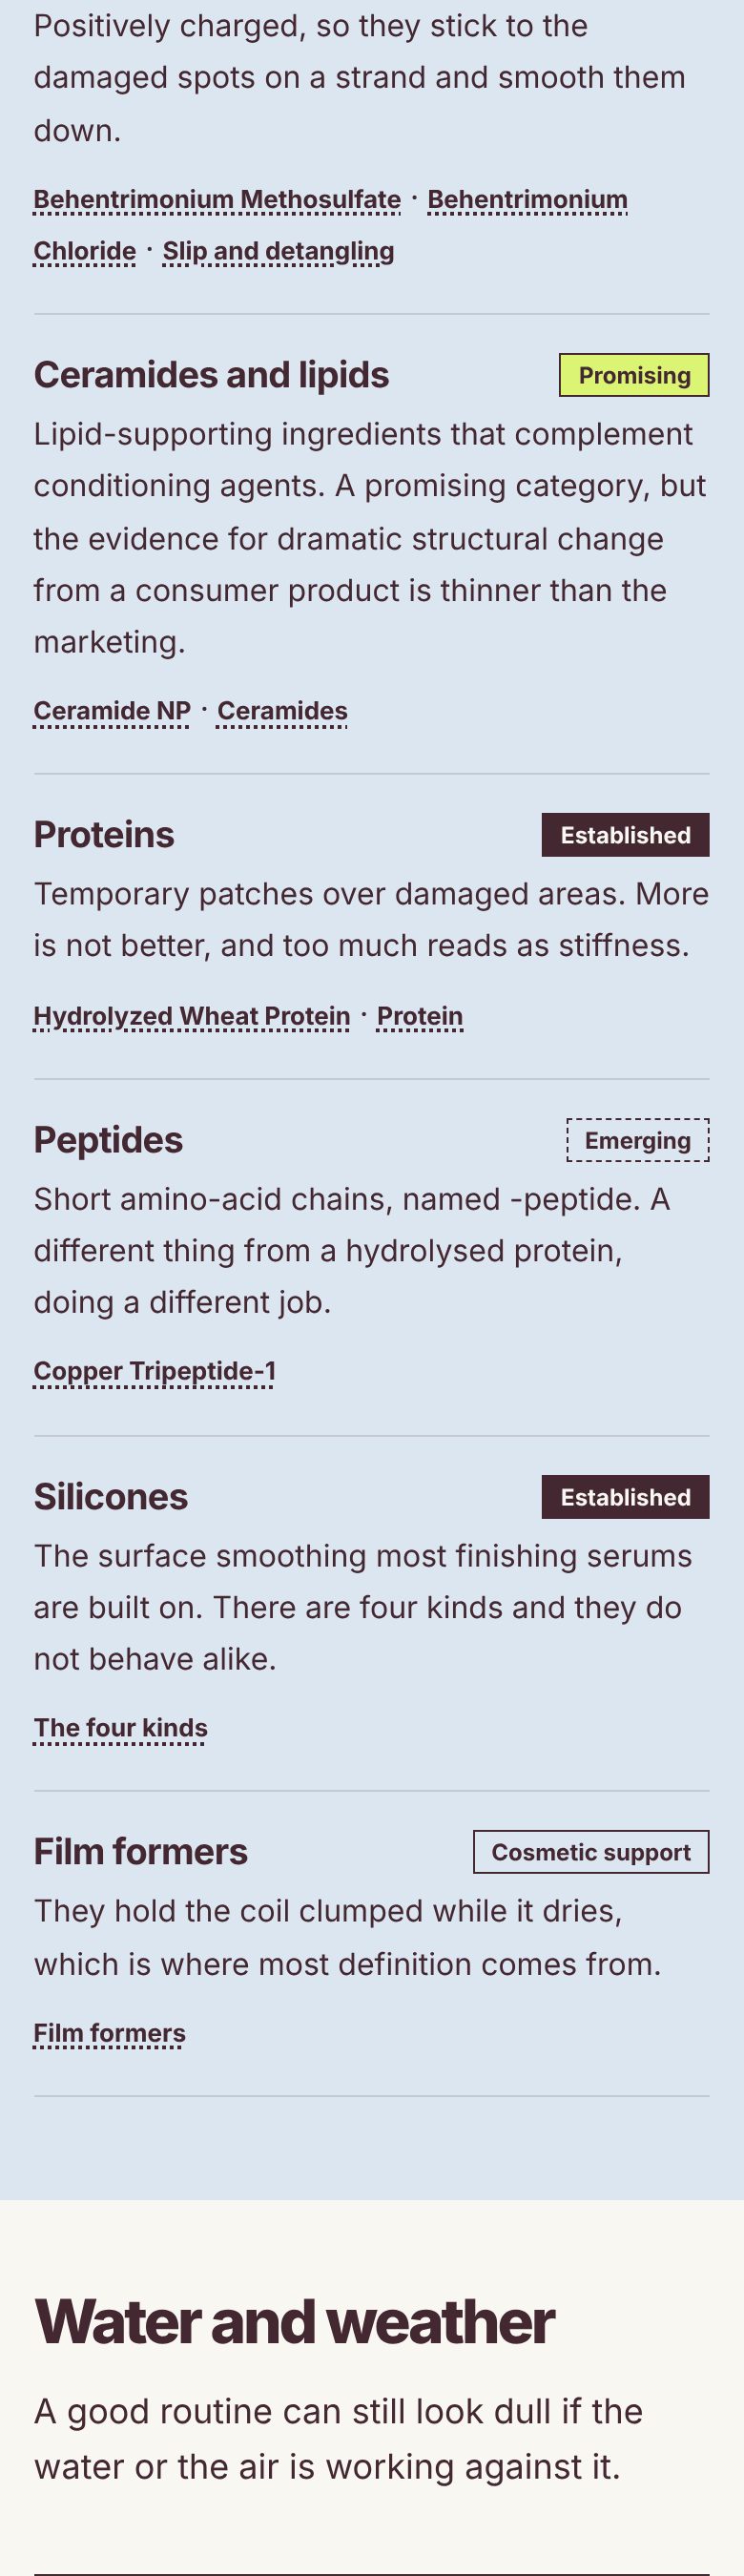 Positively charged, so they stick to the
damaged spots on a strand and smooth them
down.
Behentrimonium Methosulfate · Behentrimonium
Chloride · Slip and detangling
Ceramides and lipids
Promising
Lipid-supporting ingredients that complement
conditioning agents. A promising category, but
the evidence for dramatic structural change
from a consumer product is thinner than the
marketing.
Ceramide NP · Ceramides
Proteins
Established
Temporary patches over damaged areas. More
is not better, and too much reads as stiffness.
Hydrolyzed Wheat Protein · Protein
Peptides
Emerging
Short amino-acid chains, named -peptide. A
different thing from a hydrolysed protein,
doing a different job.
Copper Tripeptide-1
Silicones
Established
The surface smoothing most finishing serums
are built on. There are four kinds and they do
not behave alike.
The four kinds
Film formers
Cosmetic support
They hold the coil clumped while it dries,
which is where most definition comes from.
Film formers
Water and weather
A good routine can still look dull if the
water or the air is working against it.